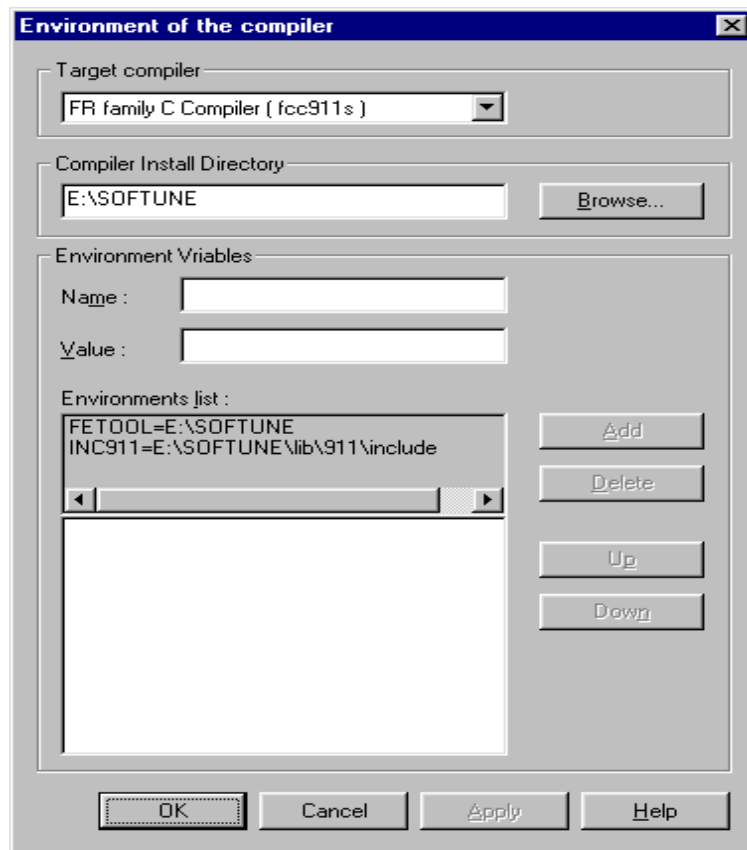 Environment of the compiler
Target compiler
FR family C Compiler ( fcc911s )
Compiler Install Directory
E:\SOFTUNE
Browse...
Environment Vriables
Name :
Value :
Environments list :
FETOOL=E:\SOFTUNE
INC911=E:\SOFTUNE\lib\911\include
Add
Delete
Up
Down
OK Cancel Apply Help